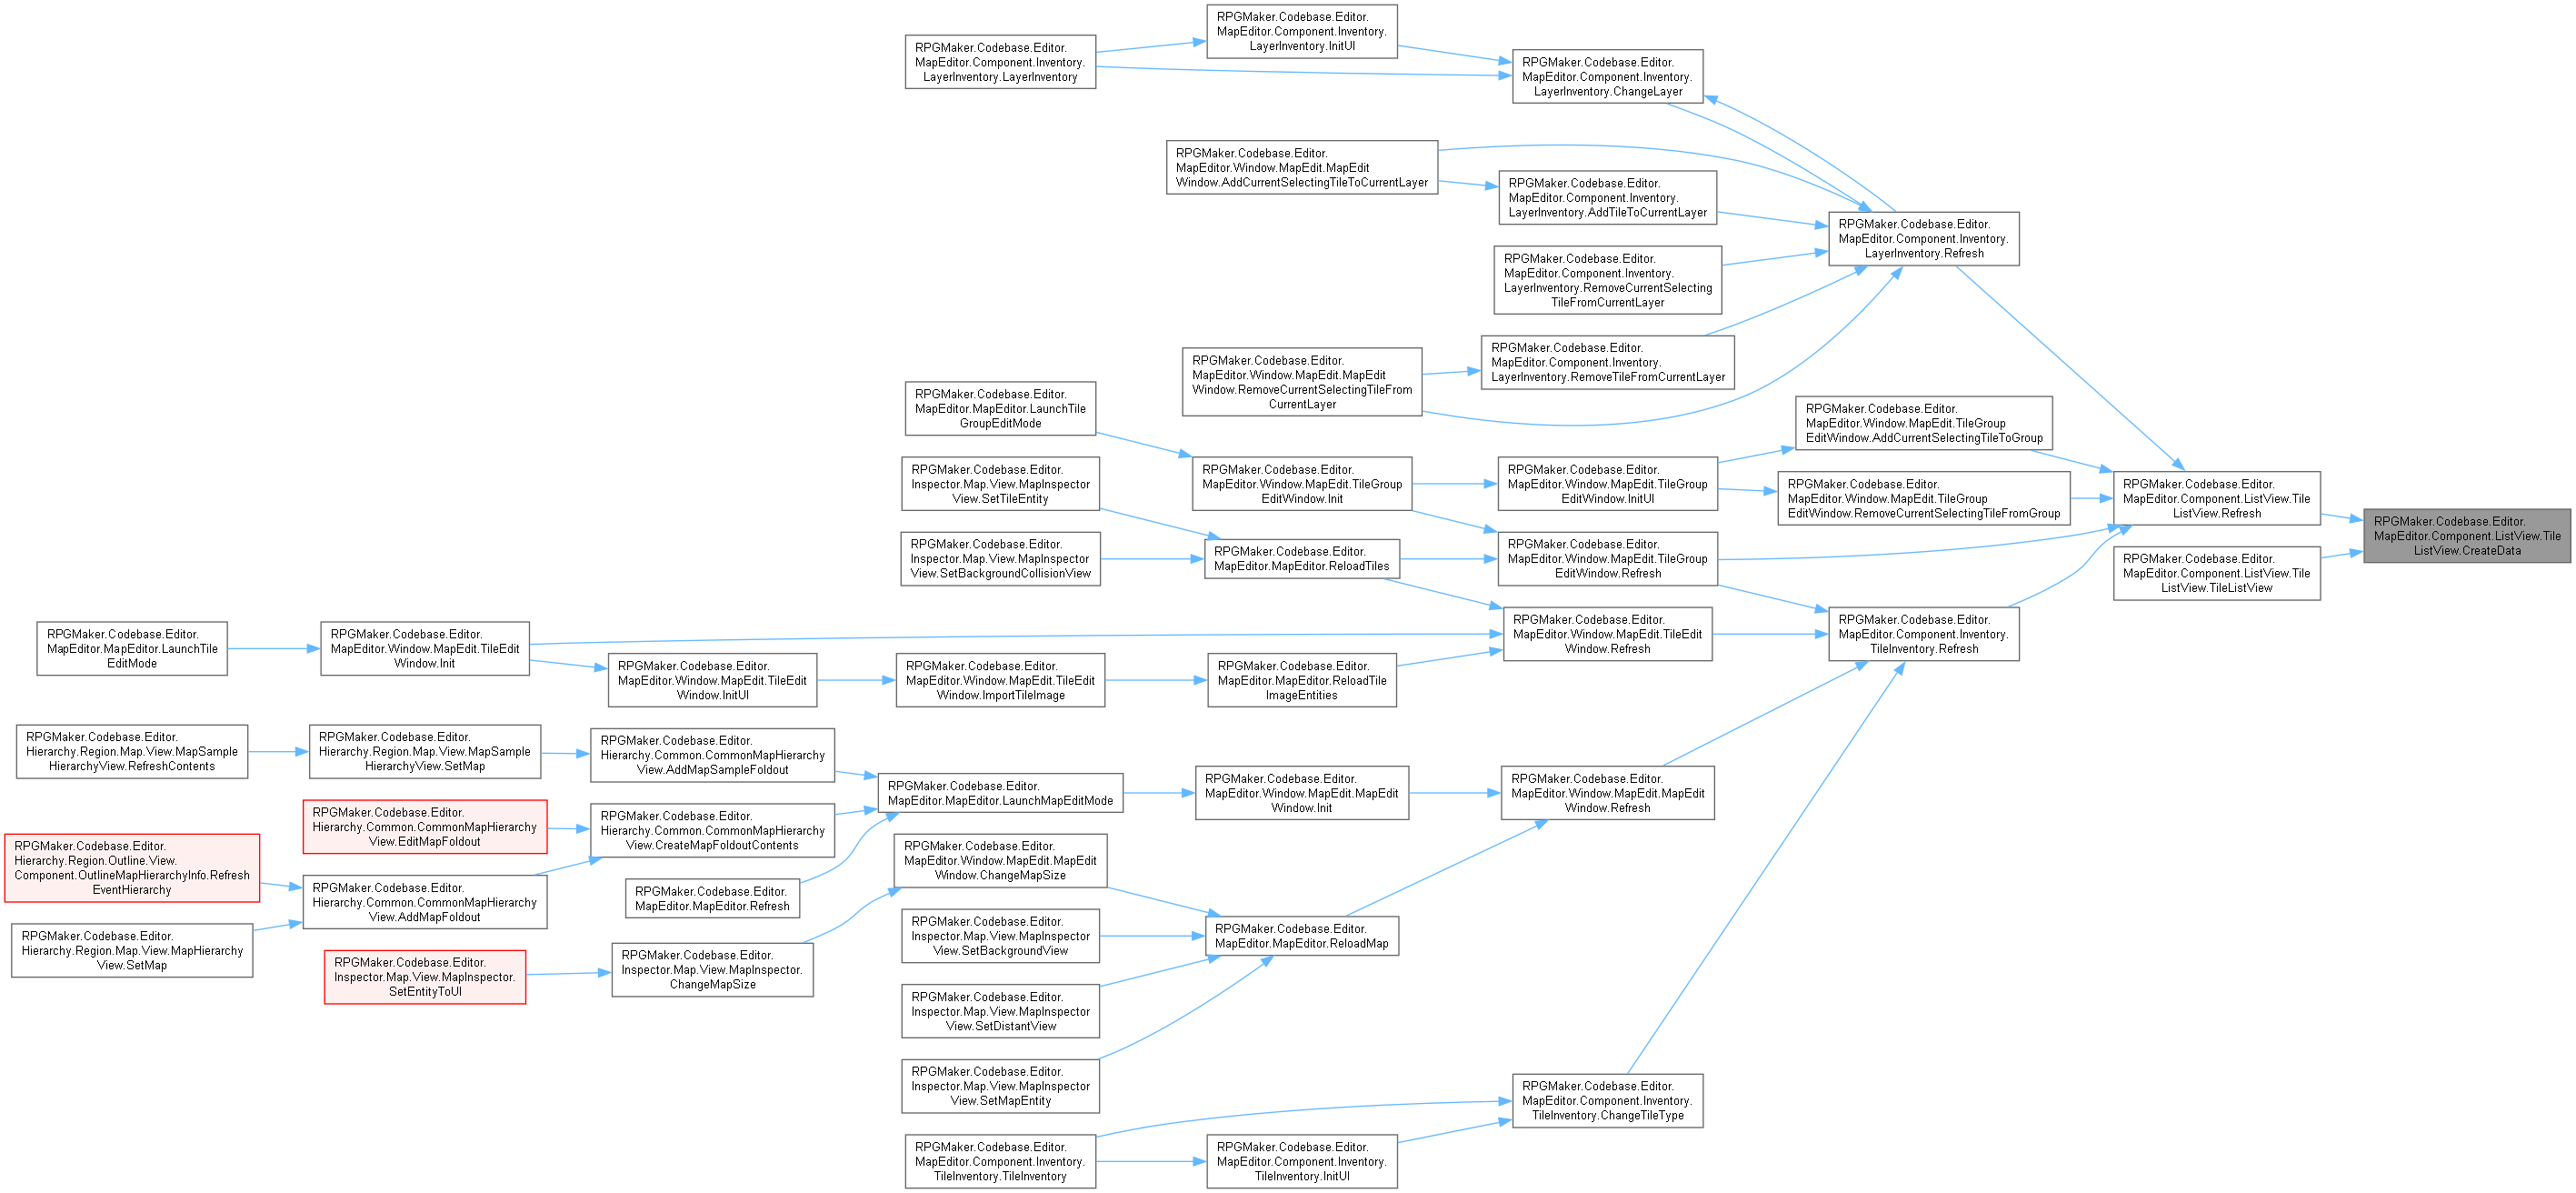 RPGMaker.Codebase.Editor.
MapEditor.Component.Inventory.
LayerInventory.InitUI
RPGMaker.Codebase.Editor.
MapEditor.Component.Inventory.
LayerInventory.LayerInventory
RPGMaker.Codebase.Editor.
MapEditor.Component.Inventory.
LayerInventory.ChangeLayer
RPGMaker.Codebase.Editor.
MapEditor.Window.MapEdit.MapEdit
Window.AddCurrentSelectingTileToCurrentLayer
RPGMaker.Codebase.Editor.
MapEditor.Component.Inventory.
LayerInventory.AddTileToCurrentLayer
RPGMaker.Codebase.Editor.
MapEditor.Component.Inventory.
LayerInventory.Refresh
RPGMaker.Codebase.Editor.
MapEditor.Component.Inventory.
LayerInventory.RemoveCurrentSelecting
TileFromCurrentLayer
RPGMaker.Codebase.Editor.
MapEditor.Component.Inventory.
LayerInventory.RemoveTileFromCurrentLayer
RPGMaker.Codebase.Editor.
MapEditor.Window.MapEdit.MapEdit
Window.RemoveCurrentSelectingTileFrom
CurrentLayer
RPGMaker.Codebase.Editor.
MapEditor.MapEditor.LaunchTile
GroupEditMode
RPGMaker.Codebase.Editor.
MapEditor.Window.MapEdit.TileGroup
EditWindow.AddCurrentSelectingTileToGroup
RPGMaker.Codebase.Editor.
Inspector.Map.View.MapInspector
View.SetTileEntity
RPGMaker.Codebase.Editor.
MapEditor.Window.MapEdit.TileGroup
EditWindow.Init
RPGMaker.Codebase.Editor.
MapEditor.Window.MapEdit.TileGroup
EditWindow.InitUI
RPGMaker.Codebase.Editor.
MapEditor.Window.MapEdit.TileGroup
EditWindow.RemoveCurrentSelectingTileFromGroup
RPGMaker.Codebase.Editor.
MapEditor.Component.ListView.Tile
ListView.Refresh
RPGMaker.Codebase.Editor.
MapEditor.Component.ListView.Tile
ListView.CreateData
RPGMaker.Codebase.Editor.
Inspector.Map.View.MapInspector
View.SetBackgroundCollisionView
RPGMaker.Codebase.Editor.
MapEditor.MapEditor.ReloadTiles
RPGMaker.Codebase.Editor.
MapEditor.Window.MapEdit.TileGroup
EditWindow.Refresh
RPGMaker.Codebase.Editor.
MapEditor.Component.ListView.Tile
ListView.TileListView
RPGMaker.Codebase.Editor.
MapEditor.MapEditor.LaunchTile
EditMode
RPGMaker.Codebase.Editor.
MapEditor.Window.MapEdit.TileEdit
Window.Init
RPGMaker.Codebase.Editor.
MapEditor.Window.MapEdit.TileEdit
Window.InitUI
RPGMaker.Codebase.Editor.
MapEditor.Window.MapEdit.TileEdit
Window.ImportTileImage
RPGMaker.Codebase.Editor.
MapEditor.MapEditor.ReloadTile
ImageEntities
RPGMaker.Codebase.Editor.
MapEditor.Window.MapEdit.TileEdit
Window.Refresh
RPGMaker.Codebase.Editor.
MapEditor.Component.Inventory.
TileInventory.Refresh
RPGMaker.Codebase.Editor.
Hierarchy.Region.Map.View.MapSample
HierarchyView.RefreshContents
RPGMaker.Codebase.Editor.
Hierarchy.Region.Map.View.MapSample
HierarchyView.SetMap
RPGMaker.Codebase.Editor.
Hierarchy.Common.CommonMapHierarchy
View.AddMapSampleFoldout
RPGMaker.Codebase.Editor.
MapEditor.MapEditor.LaunchMapEditMode
RPGMaker.Codebase.Editor.
MapEditor.Window.MapEdit.MapEdit
Window.Init
RPGMaker.Codebase.Editor.
MapEditor.Window.MapEdit.MapEdit
Window.Refresh
RPGMaker.Codebase.Editor.
Hierarchy.Common.CommonMapHierarchy
View.EditMapFoldout
RPGMaker.Codebase.Editor.
Hierarchy.Common.CommonMapHierarchy
View.CreateMapFoldoutContents
RPGMaker.Codebase.Editor.
Hierarchy.Region.Outline.View.
Component.OutlineMapHierarchyInfo.Refresh
EventHierarchy
RPGMaker.Codebase.Editor.
MapEditor.Window.MapEdit.MapEdit
Window.ChangeMapSize
RPGMaker.Codebase.Editor.
Hierarchy.Common.CommonMapHierarchy
View.AddMapFoldout
RPGMaker.Codebase.Editor.
MapEditor.MapEditor.Refresh
RPGMaker.Codebase.Editor.
Hierarchy.Region.Map.View.MapHierarchy
View.SetMap
RPGMaker.Codebase.Editor.
Inspector.Map.View.MapInspector
View.SetBackgroundView
RPGMaker.Codebase.Editor.
MapEditor.MapEditor.ReloadMap
RPGMaker.Codebase.Editor.
Inspector.Map.View.MapInspector.
SetEntityToUI
RPGMaker.Codebase.Editor.
Inspector.Map.View.MapInspector.
ChangeMapSize
RPGMaker.Codebase.Editor.
Inspector.Map.View.MapInspector
View.SetDistantView
RPGMaker.Codebase.Editor.
Inspector.Map.View.MapInspector
View.SetMapEntity
RPGMaker.Codebase.Editor.
MapEditor.Component.Inventory.
TileInventory.ChangeTileType
RPGMaker.Codebase.Editor.
MapEditor.Component.Inventory.
TileInventory.TileInventory
RPGMaker.Codebase.Editor.
MapEditor.Component.Inventory.
TileInventory.InitUI